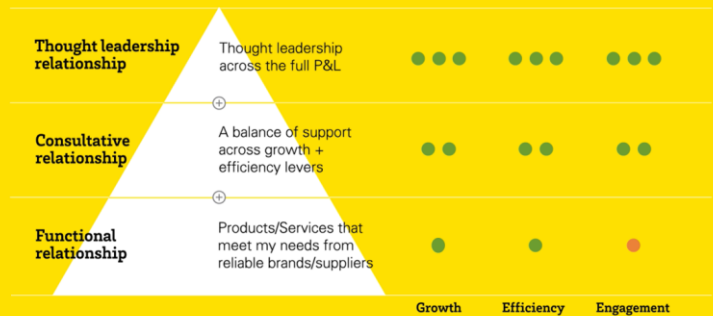 Thought leadership
relationship
Thought leadership
across the full P&L
Consultative
relationship
A balance of support
across growth +
efficiency levers
Functional
relationship
Products/Services that
meet my needs from
reliable brands/suppliers
Growth
Efficiency
Engagement